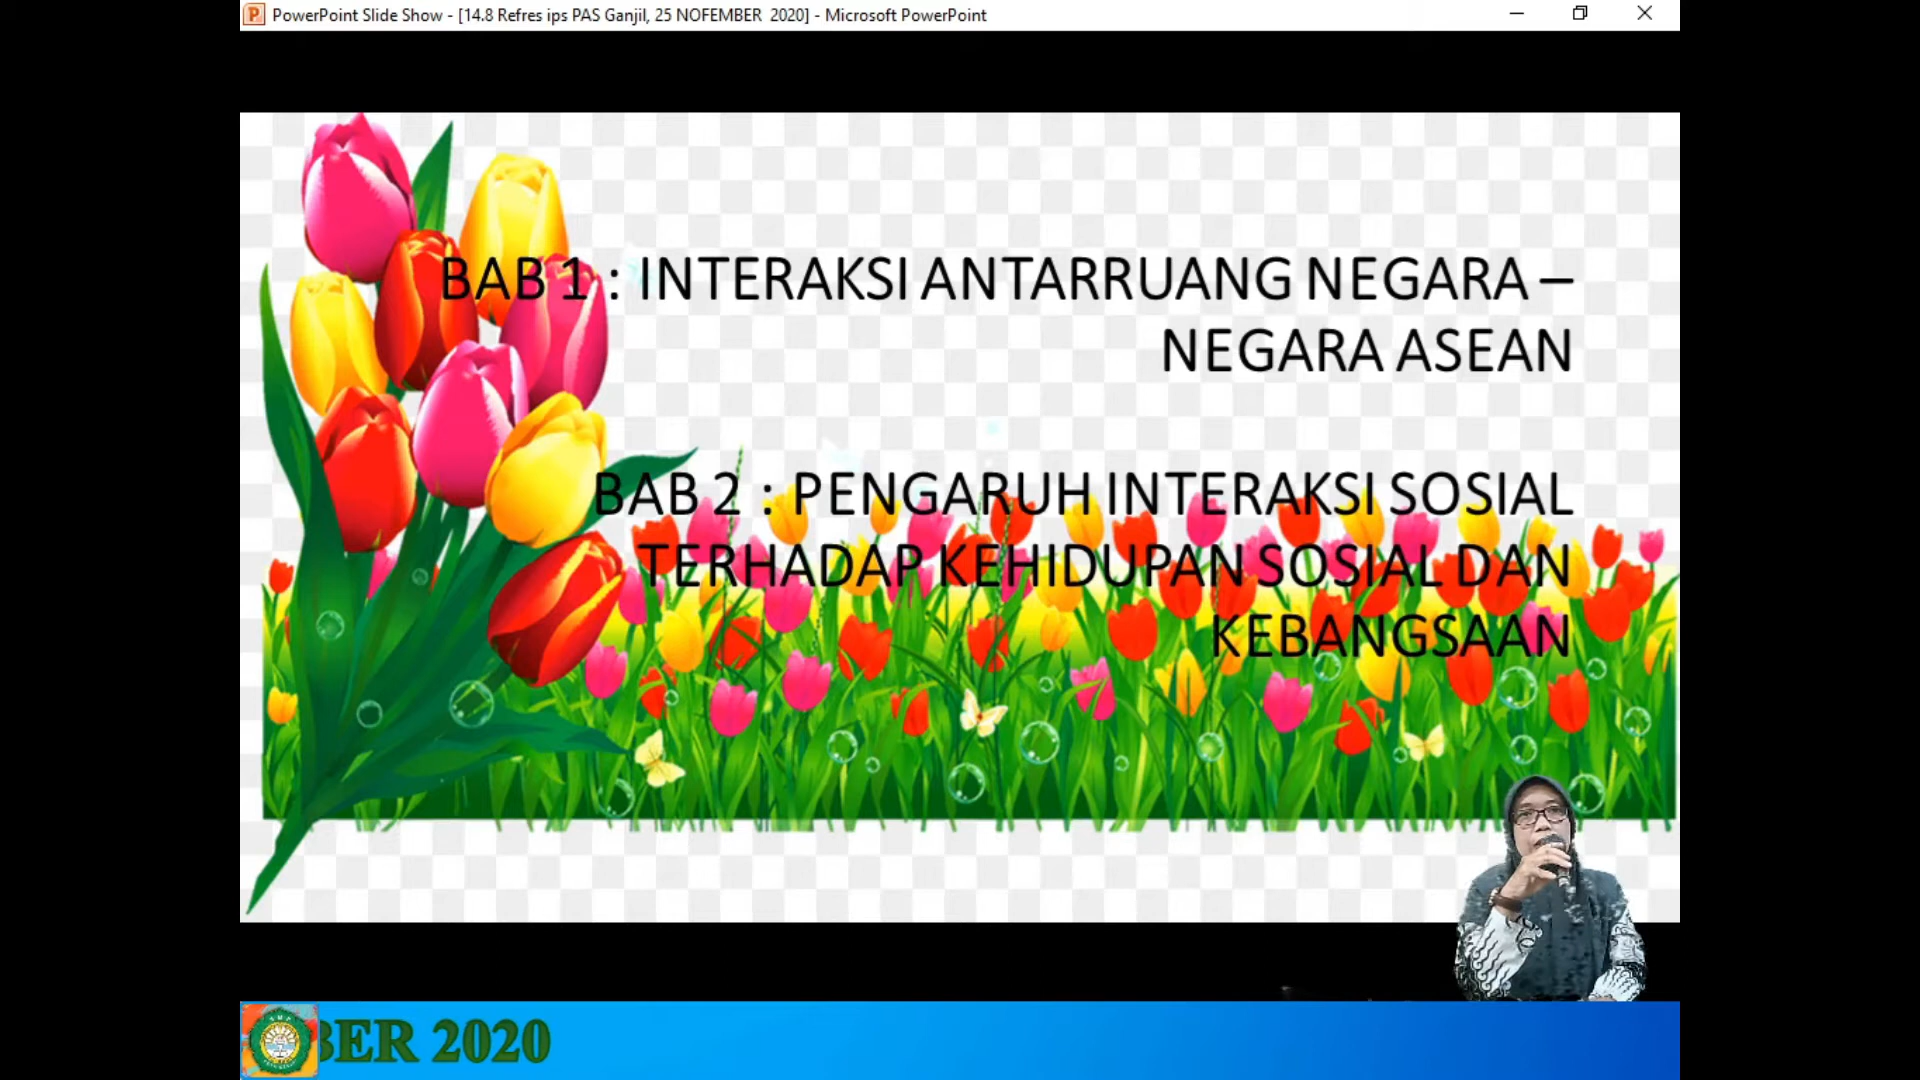 PowerPoint Slide Show - [14.8 Refres ips PAS Ganjil, 25 NOFEMBER  2020] - Microsoft PowerPoint
BAB 1 : INTERAKSI ANTARRUANG NEGARA –
NEGARA ASEAN
BAB 2 : PENGARUH INTERAKSI SOSIAL
TERHADAP KEHIDUPAN SOSIAL DAN
KEBANGSAAN
BER 2020